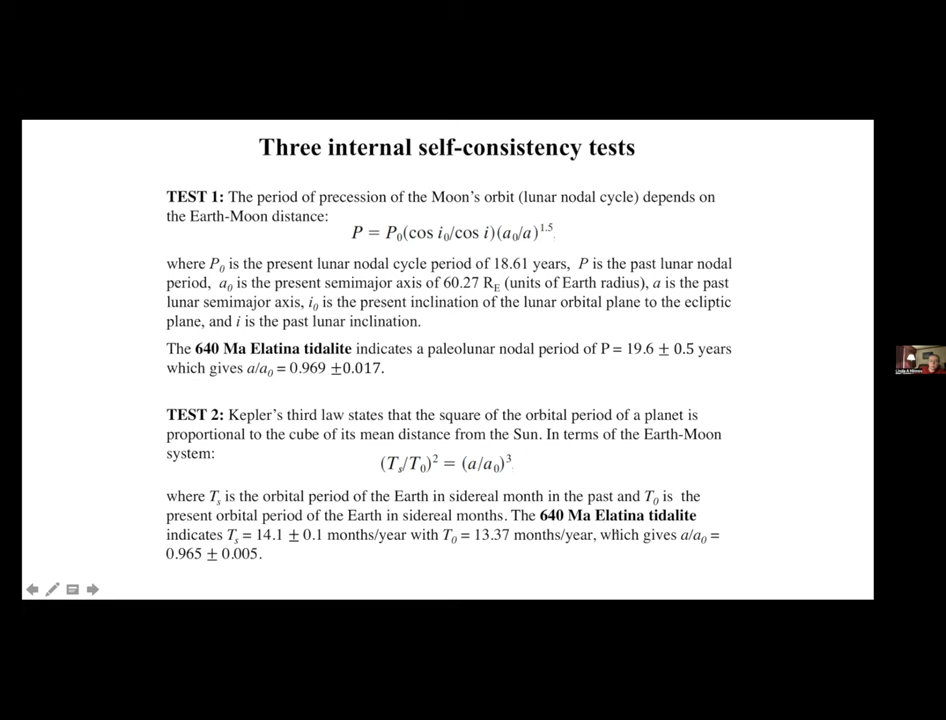 Three internal self-consistency tests
TEST 1: The period of precession of the Moon's orbit (lunar nodal cycle) depends on
the Earth-Moon distance:
P = P₀(cos i₀/cos i)(a₀/a)^1.5.
where P₀ is the present lunar nodal cycle period of 18.61 years, P is the past lunar nodal
period, a₀ is the present semimajor axis of 60.27 R_E (units of Earth radius), a is the past
lunar semimajor axis, i₀ is the present inclination of the lunar orbital plane to the ecliptic
plane, and i is the past lunar inclination.
The 640 Ma Elatina tidalite indicates a paleolunar nodal period of P = 19.6 ± 0.5 years
which gives a/a₀ = 0.969 ±0.017.
TEST 2: Kepler's third law states that the square of the orbital period of a planet is
proportional to the cube of its mean distance from the Sun. In terms of the Earth-Moon
system:
(Tₛ/T₀)² = (a/a₀)³.
where Tₛ is the orbital period of the Earth in sidereal month in the past and T₀ is the
present orbital period of the Earth in sidereal months. The 640 Ma Elatina tidalite
indicates Tₛ = 14.1 ± 0.1 months/year with T₀ = 13.37 months/year, which gives a/a₀ =
0.965 ± 0.005.